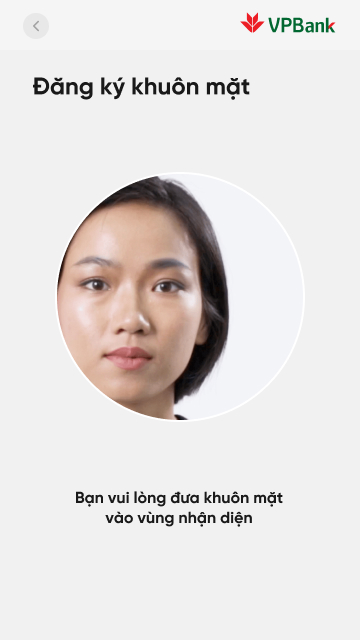 VPBank
Đăng ký khuôn mặt
Bạn vui lòng đưa khuôn mặt
vào vùng nhận diện